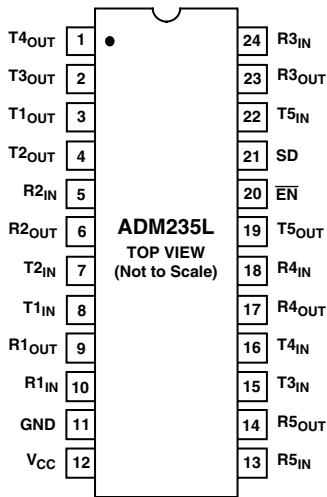 T4OUT 1 24 R3IN
T3OUT 2 23 R3OUT
T1OUT 3 22 T5IN
T2OUT 4 21 SD
R2IN 5 20 EN
R2OUT 6 19 T5OUT
T2IN 7 18 R4IN
T1IN 8 17 R4OUT
R1OUT 9 16 T4IN
R1IN 10 15 T3IN
GND 11 14 R5OUT
VCC 12 13 R5IN
ADM235L
TOP VIEW
(Not to Scale)